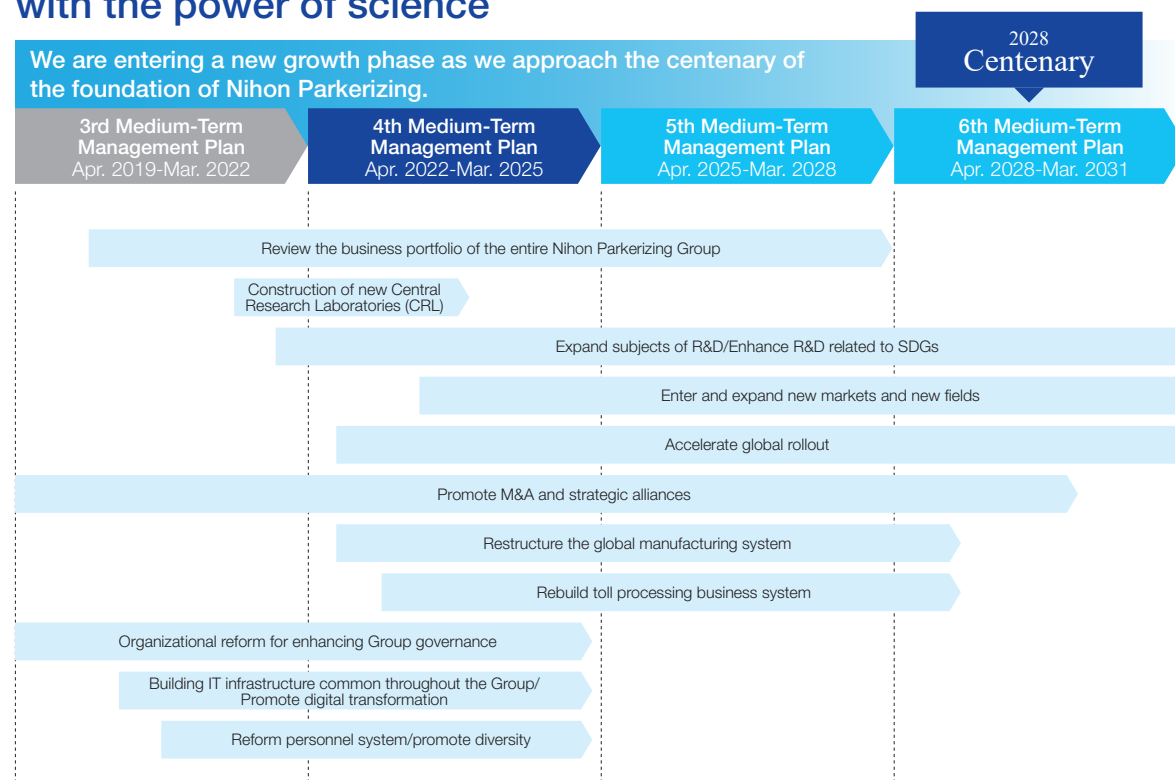 with the power of science
We are entering a new growth phase as we approach the centenary of
the foundation of Nihon Parkerizing.
2028
Centenary
3rd Medium-Term
Management Plan
Apr. 2019-Mar. 2022
4th Medium-Term
Management Plan
Apr. 2022-Mar. 2025
5th Medium-Term
Management Plan
Apr. 2025-Mar. 2028
6th Medium-Term
Management Plan
Apr. 2028-Mar. 2031
Review the business portfolio of the entire Nihon Parkerizing Group
Construction of new Central
Research Laboratories (CRL)
Expand subjects of R&D/Enhance R&D related to SDGs
Enter and expand new markets and new fields
Accelerate global rollout
Promote M&A and strategic alliances
Restructure the global manufacturing system
Rebuild toll processing business system
Organizational reform for enhancing Group governance
Building IT infrastructure common throughout the Group/
Promote digital transformation
Reform personnel system/promote diversity